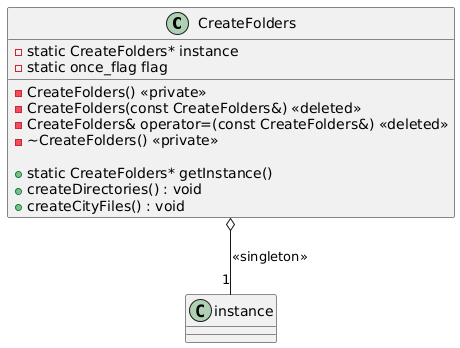 C CreateFolders
static CreateFolders* instance
static once_flag flag
CreateFolders() «private»
CreateFolders(const CreateFolders&) «deleted»
CreateFolders& operator=(const CreateFolders&) «deleted»
~CreateFolders() «private»
static CreateFolders* getInstance()
createDirectories() : void
createCityFiles() : void
«singleton»
1
C instance